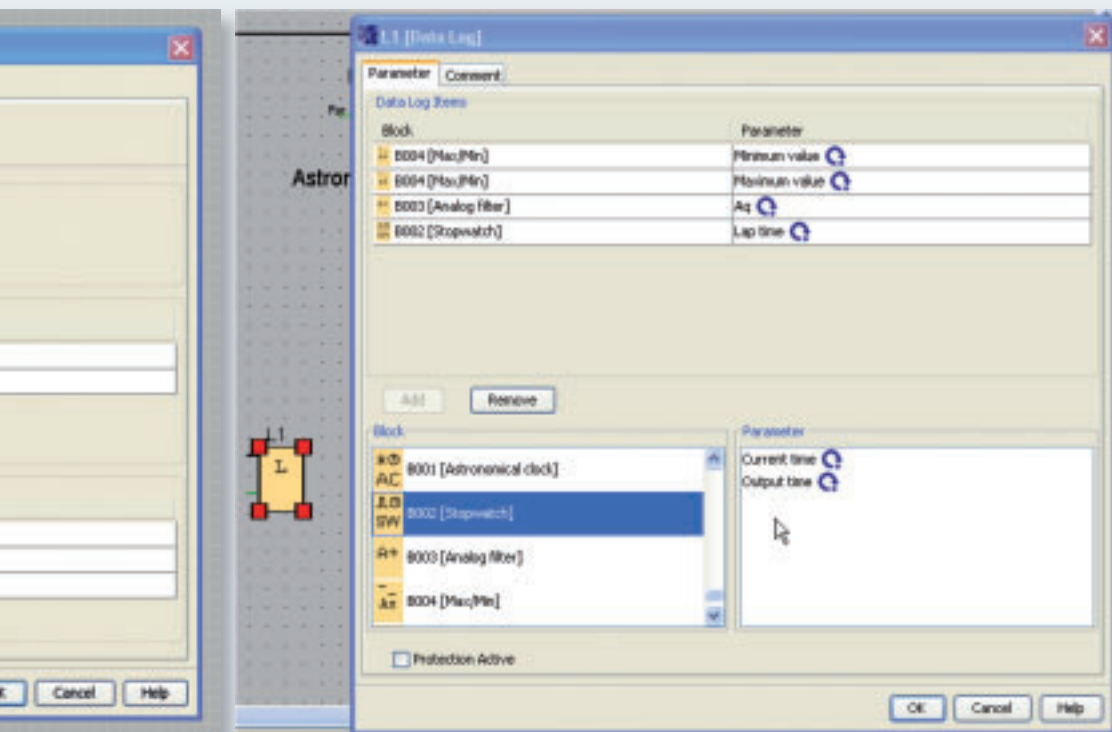 L1 [Data Log]
Parameter Comment
Data Log Items
Block Parameter
B004 [Max/Min] Minimum value
B004 [Max/Min] Maximum value
B003 [Analog filter] Aq
B002 [Stopwatch] Lap time
Add Remove
Block Parameter
AC B001 [Astronomical clock]
SW B002 [Stopwatch]
B003 [Analog filter]
B004 [Max/Min]
Current time
Output time
Protection Active
OK Cancel Help
Par
Astron
L1
L
K Cancel Help